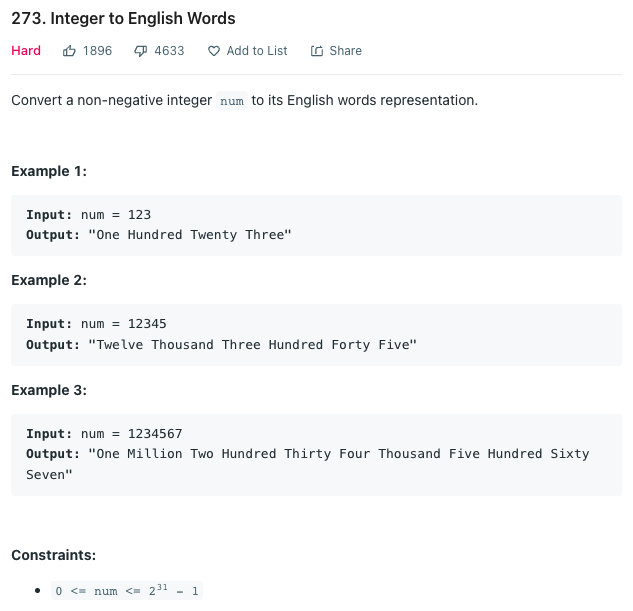 273. Integer to English Words
Hard 1896 4633 Add to List Share
Convert a non-negative integer num to its English words representation.
Example 1:
Input: num = 123
Output: "One Hundred Twenty Three"
Example 2:
Input: num = 12345
Output: "Twelve Thousand Three Hundred Forty Five"
Example 3:
Input: num = 1234567
Output: "One Million Two Hundred Thirty Four Thousand Five Hundred Sixty
Seven"
Constraints:
• 0 <= num <= 2³¹ - 1